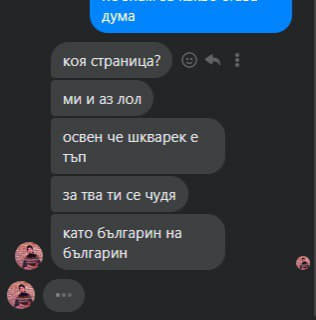 дума
коя страница?
ми и аз лол
освен че шкварек е
тъп
за тва ти се чудя
като българин на
българин